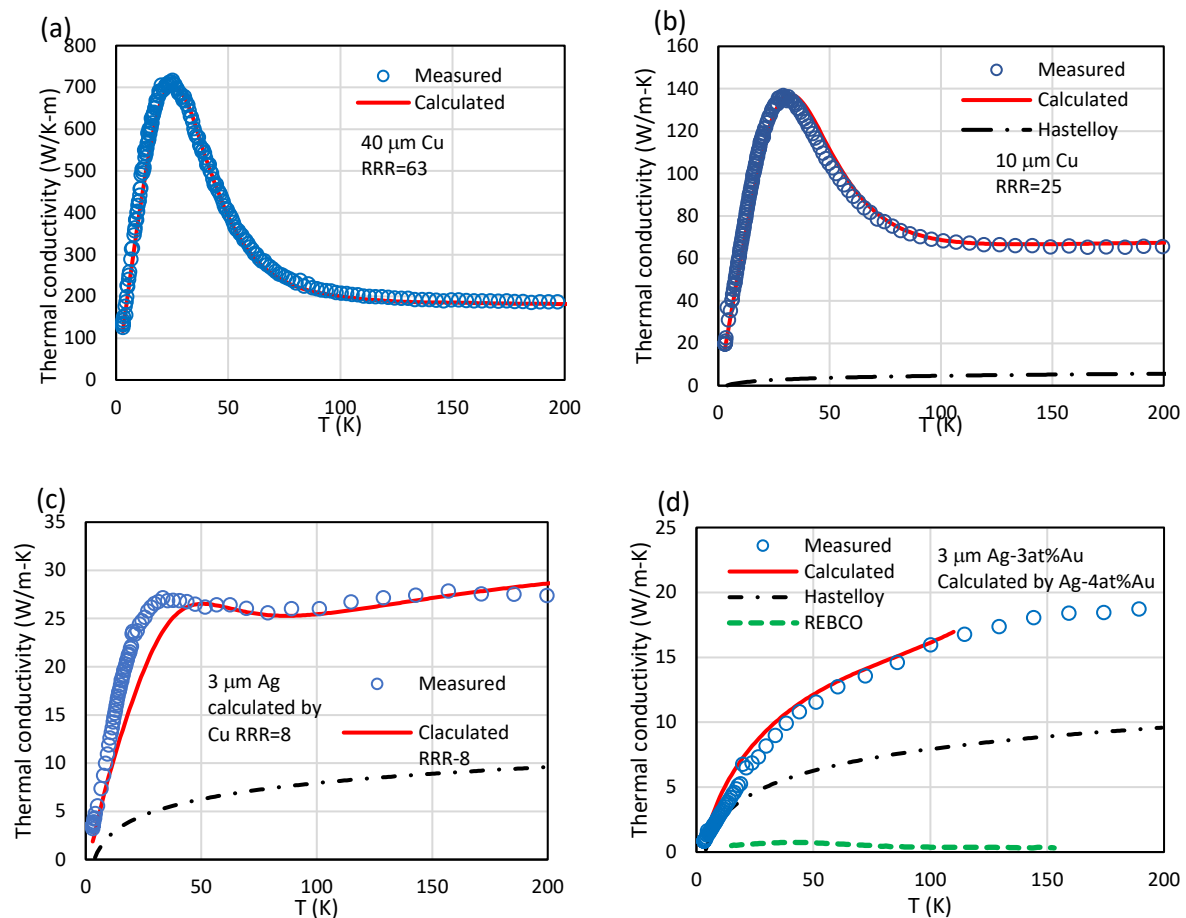 (a)
Thermal conductivity (W/K-m)
800
700
600
500
400
300
200
100
0
Measured
Calculated
40 μm Cu
RRR=63
0
50
100
150
200
T (K)
(b)
Thermal conductivity (W/m-K)
160
140
120
100
80
60
40
20
0
Measured
Calculated
Hastelloy
10 μm Cu
RRR=25
0
50
100
150
200
T (K)
(c)
Thermal conductivity (W/m-K)
35
30
25
20
15
10
5
0
3 μm Ag
calculated by
Cu RRR=8
Measured
Claculated
RRR-8
0
50
100
150
200
T (K)
(d)
Thermal conductivity (W/m-K)
25
20
15
10
5
0
Measured
Calculated
Hastelloy
REBCO
3 μm Ag-3at%Au
Calculated by Ag-4at%Au
0
50
100
150
200
T (K)